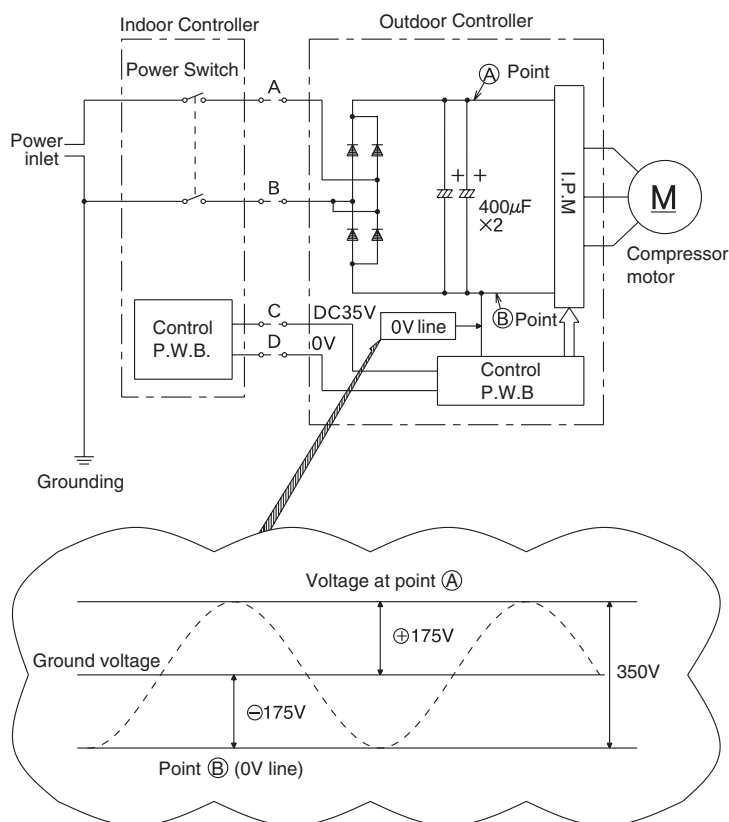 Indoor Controller
Outdoor Controller
Power Switch
A
Ⓐ Point
Power
inlet
B
I.P.M
+ +
400μF
×2
M
Compressor
motor
C
DC35V
Ⓑ Point
Control
P.W.B.
0V line
D
0V
Control
P.W.B
Grounding
Voltage at point Ⓐ
⊕175V
Ground voltage
350V
⊖175V
Point Ⓑ (0V line)